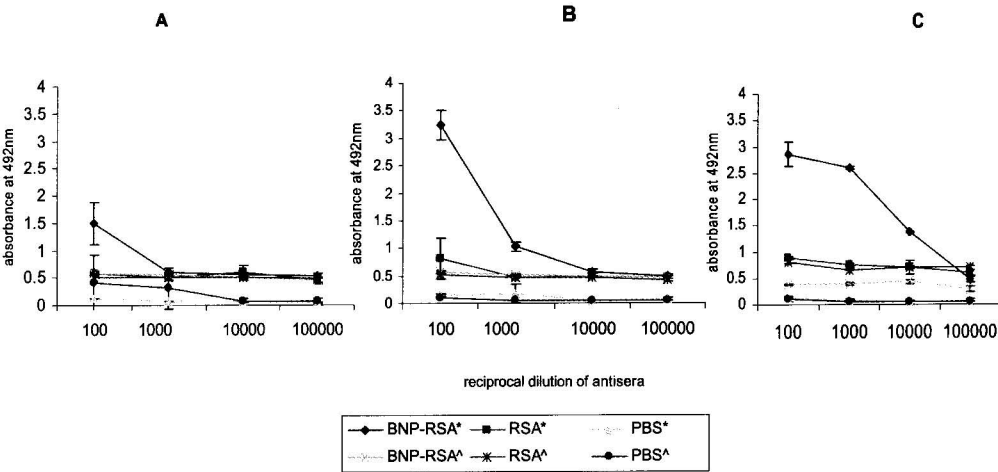 A
B
C
absorbance at 492nm
4
3.5
3
2.5
2
1.5
1
0.5
0
100 1000 10000 100000
absorbance at 492nm
4
3.5
3
2.5
2
1.5
1
0.5
0
100 1000 10000 100000
absorbance at 492nm
4
3.5
3
2.5
2
1.5
1
0.5
0
100 1000 10000 100000
reciprocal dilution of antisera
BNP-RSA* RSA* PBS*
BNP-RSA^ RSA^ PBS^